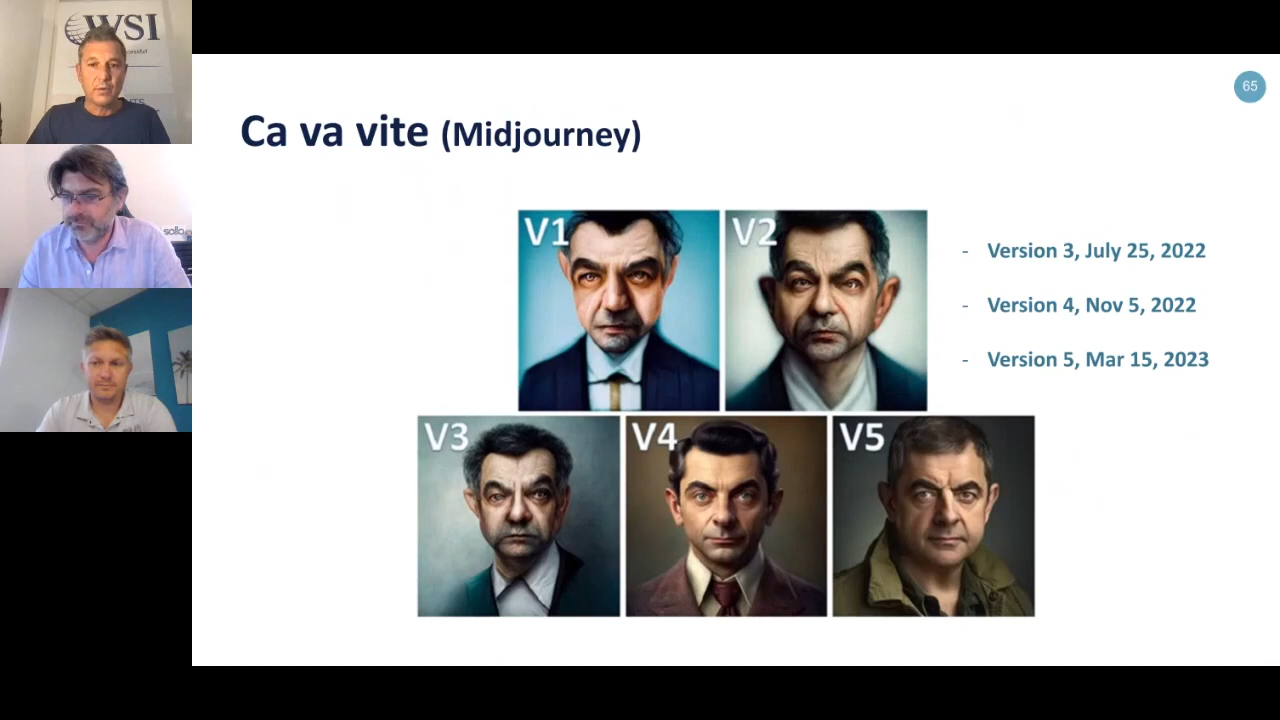 WSI
65
Ca va vite (Midjourney)
V1
V2
- Version 3, July 25, 2022
- Version 4, Nov 5, 2022
- Version 5, Mar 15, 2023
V3
V4
V5